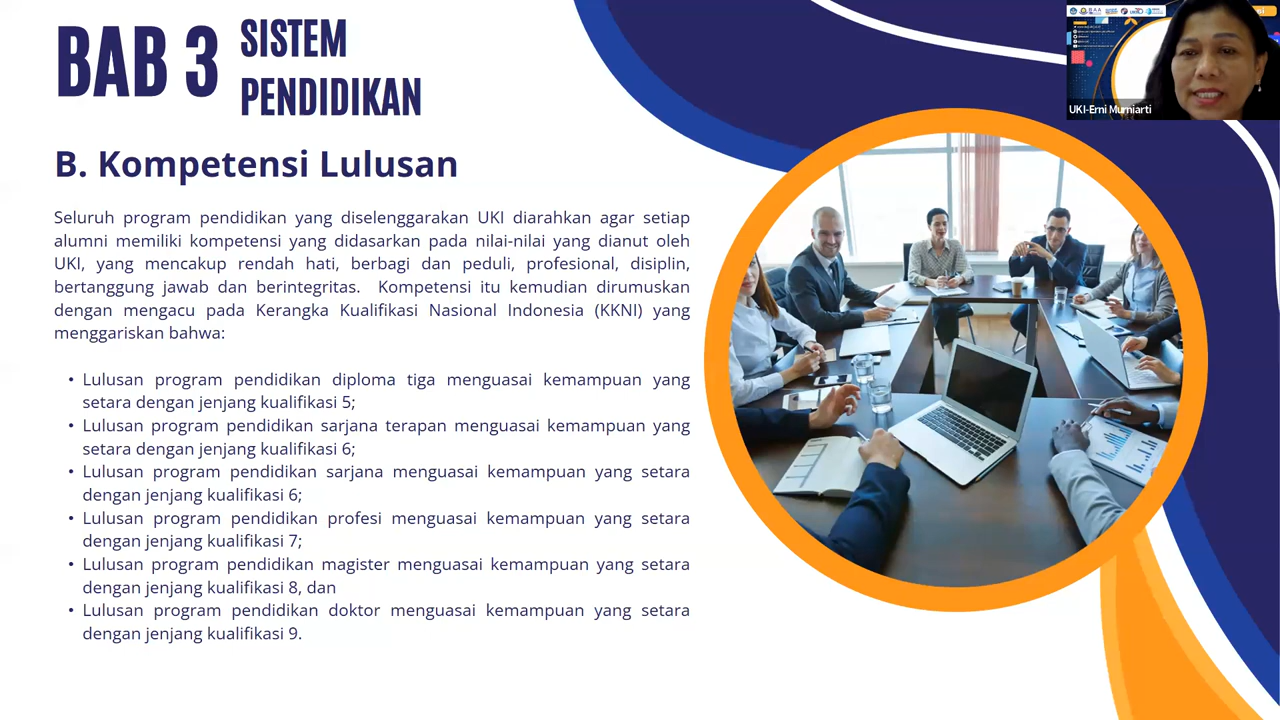 BAB 3
SISTEM
PENDIDIKAN
B. Kompetensi Lulusan
Seluruh program pendidikan yang diselenggarakan UKI diarahkan agar setiap
alumni memiliki kompetensi yang didasarkan pada nilai-nilai yang dianut oleh
UKI, yang mencakup rendah hati, berbagi dan peduli, profesional, disiplin,
bertanggung jawab dan berintegritas. Kompetensi itu kemudian dirumuskan
dengan mengacu pada Kerangka Kualifikasi Nasional Indonesia (KKNI) yang
menggariskan bahwa:
• Lulusan program pendidikan diploma tiga menguasai kemampuan yang
setara dengan jenjang kualifikasi 5;
• Lulusan program pendidikan sarjana terapan menguasai kemampuan yang
setara dengan jenjang kualifikasi 6;
• Lulusan program pendidikan sarjana menguasai kemampuan yang setara
dengan jenjang kualifikasi 6;
• Lulusan program pendidikan profesi menguasai kemampuan yang setara
dengan jenjang kualifikasi 7;
• Lulusan program pendidikan magister menguasai kemampuan yang setara
dengan jenjang kualifikasi 8, dan
• Lulusan program pendidikan doktor menguasai kemampuan yang setara
dengan jenjang kualifikasi 9.
UKI-Erni Murniarti